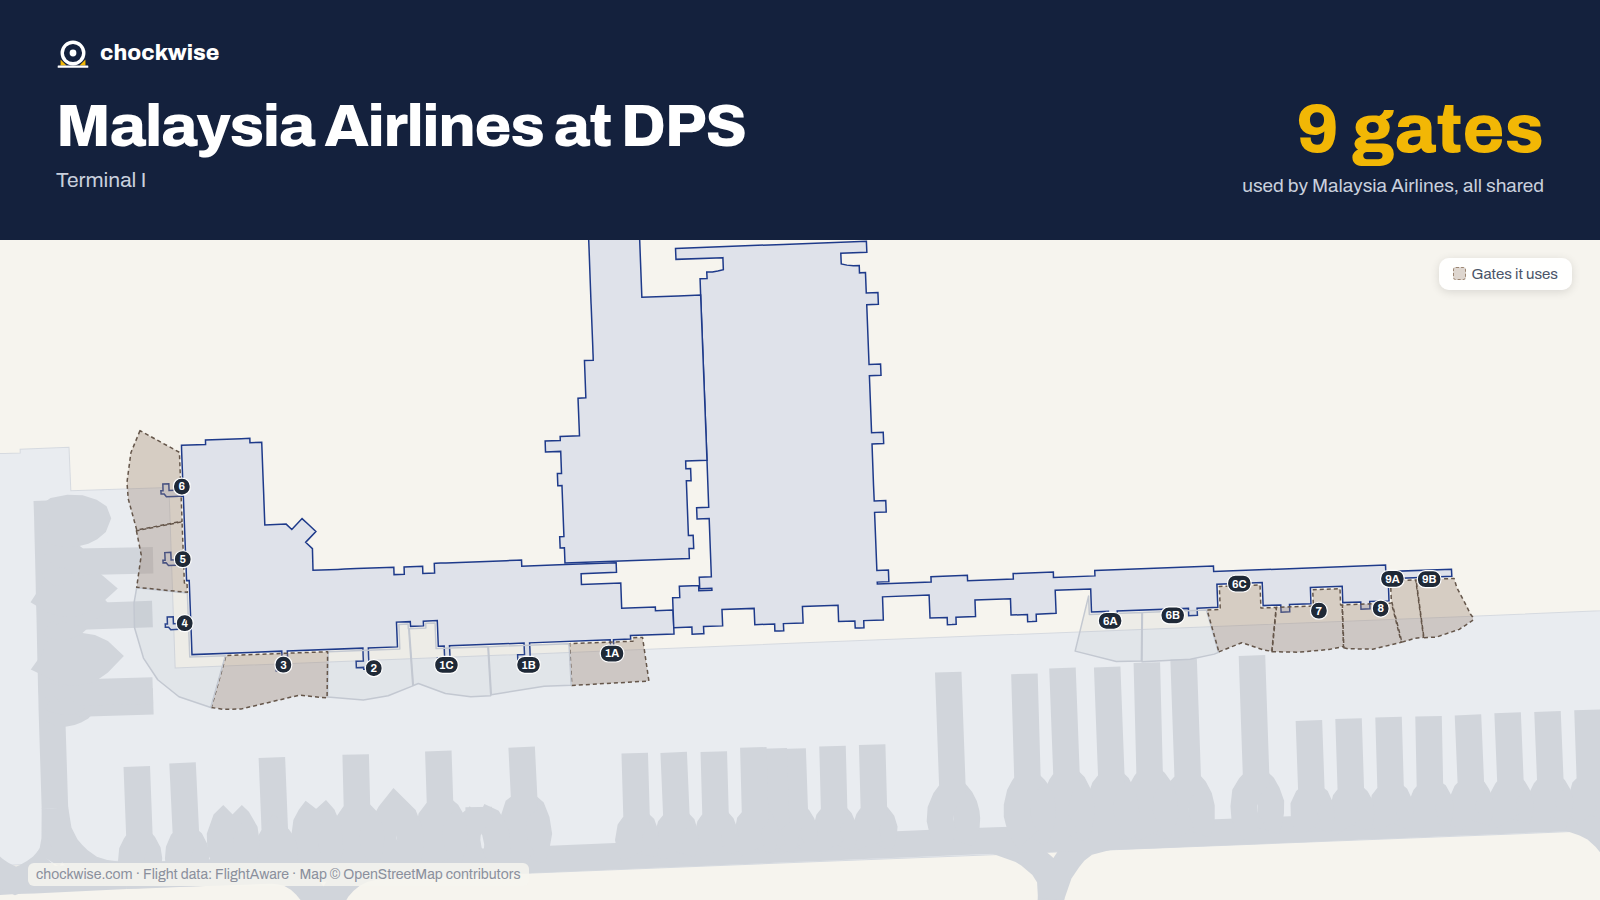 chockwise
Malaysia Airlines at DPS
Terminal I
9 gates
used by Malaysia Airlines, all shared
Gates it uses
6
5
4
3
2
1C
1B
1A
6A
6B
6C
7
8
9A
9B
chockwise.com · Flight data: FlightAware · Map © OpenStreetMap contributors